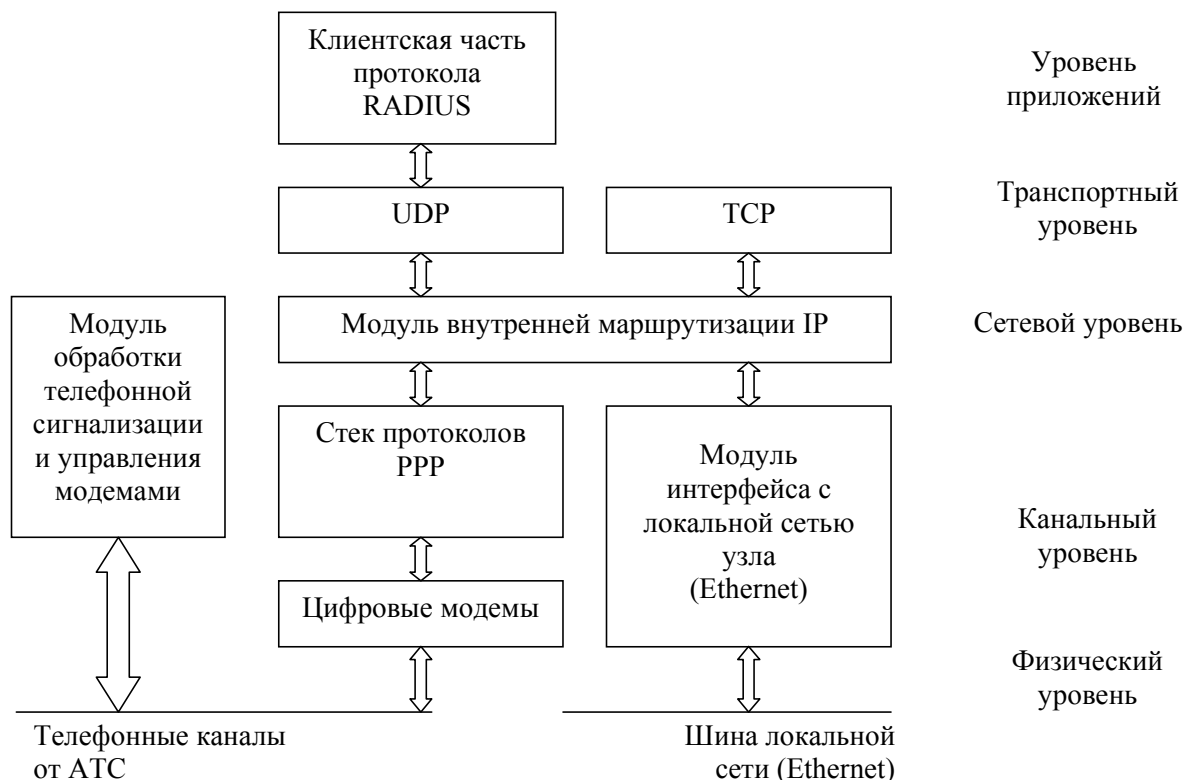 Клиентская часть
протокола
RADIUS
Уровень
приложений
UDP
TCP
Транспортный
уровень
Модуль
обработки
телефонной
сигнализации
и управления
модемами
Модуль внутренней маршрутизации IP
Сетевой уровень
Стек протоколов
PPP
Модуль
интерфейса с
локальной сетью
узла
(Ethernet)
Канальный
уровень
Цифровые модемы
Физический
уровень
Телефонные каналы
от АТС
Шина локальной
сети (Ethernet)